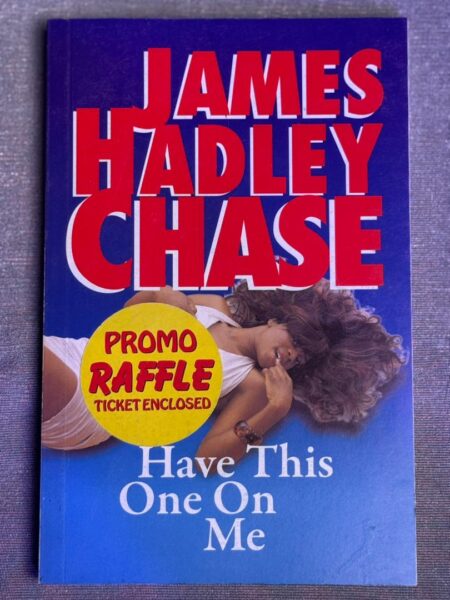 JAMES
HADLEY
CHASE
PROMO
RAFFLE
TICKET ENCLOSED
Have This
One On
Me